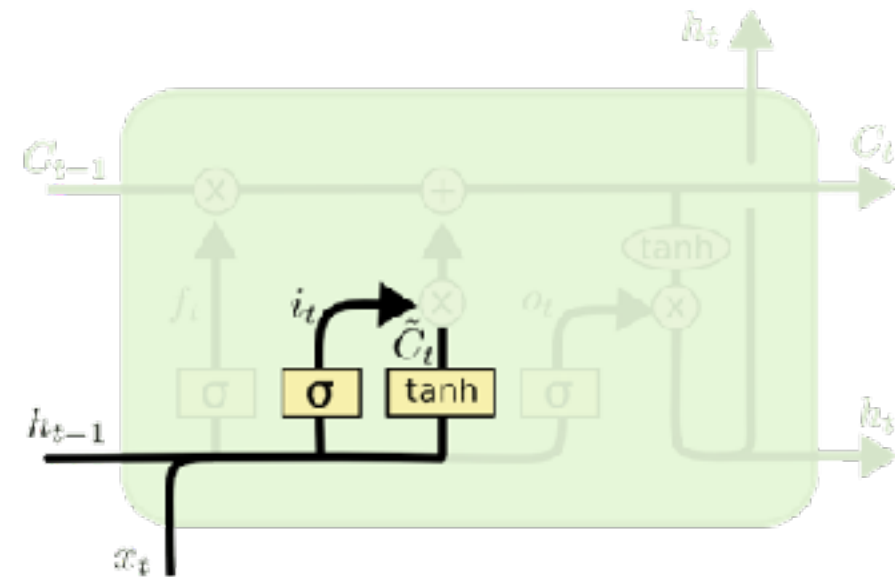 h_t
C_{t-1}
C_t
tanh
f_t
i_t
C̃_t
o_t
σ
σ
tanh
σ
h_{t-1}
h_t
x_t